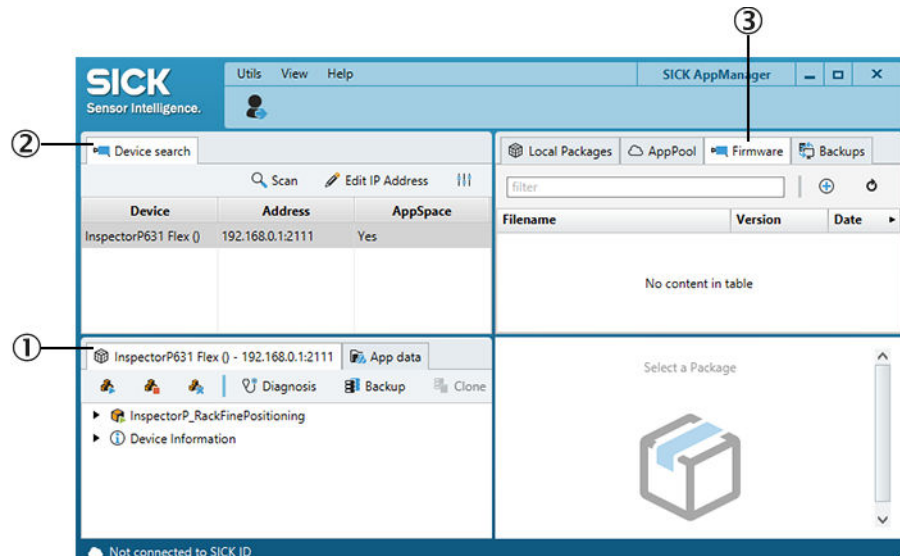 ③
SICK
Sensor Intelligence.
Utils View Help
SICK AppManager
②
Device search
Scan Edit IP Address
Device Address AppSpace
InspectorP631 Flex () 192.168.0.1:2111 Yes
Local Packages AppPool Firmware Backups
filter
Filename Version Date
No content in table
①
InspectorP631 Flex () - 192.168.0.1:2111 App data
Diagnosis Backup Clone
InspectorP_RackFinePositioning
Device Information
Select a Package
Not connected to SICK ID